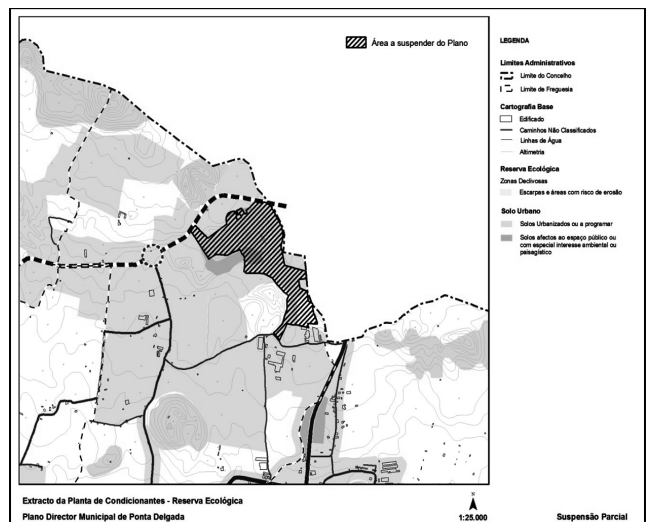 Área a suspender do Plano
LEGENDA
Limites Administrativos
Limite do Concelho
Limite de Freguesia
Cartografia Base
Edificado
Caminhos Não Classificados
Linhas de Água
Altimetria
Reserva Ecológica
Zonas Declivosas
Escarpas e áreas com risco de erosão
Solo Urbano
Solos Urbanizados ou a programar
Solos afectos ao espaço público ou
com especial interesse ambiental ou
paisagístico
Extracto da Planta de Condicionantes - Reserva Ecológica
Plano Director Municipal de Ponta Delgada
N
1:25.000
Suspensão Parcial